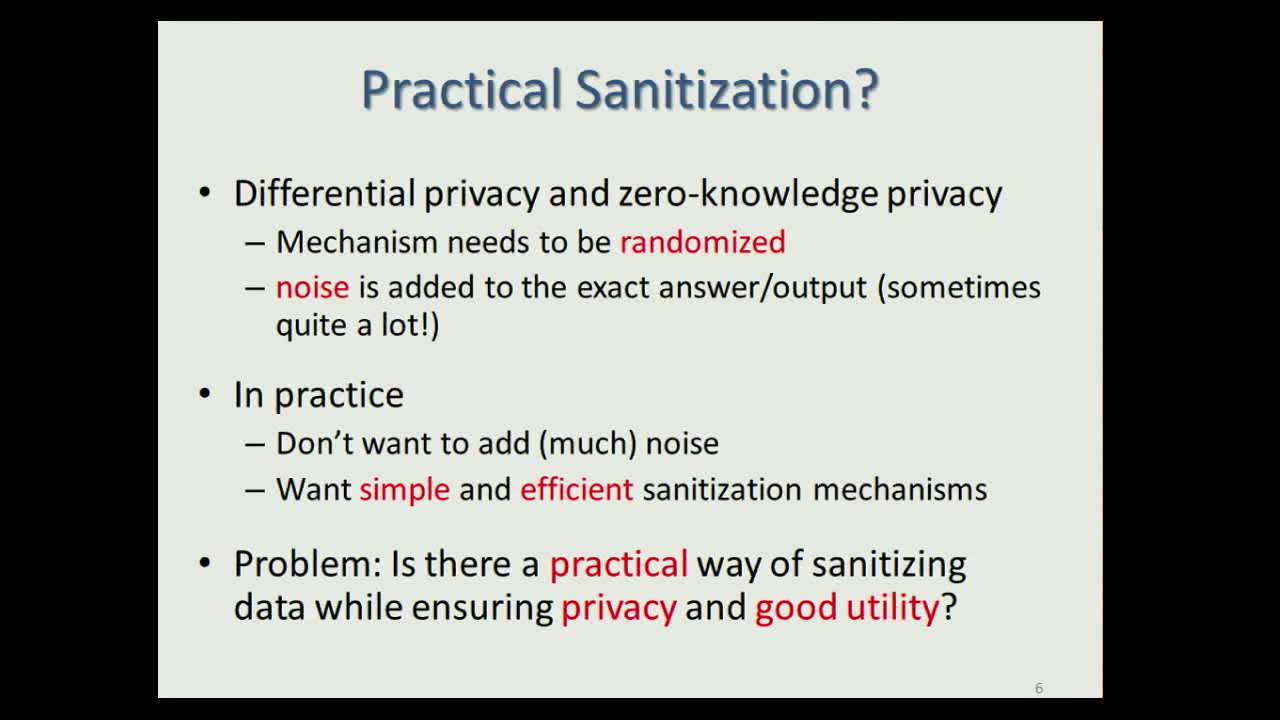 Practical Sanitization?
• Differential privacy and zero-knowledge privacy
– Mechanism needs to be randomized
– noise is added to the exact answer/output (sometimes
quite a lot!)
• In practice
– Don’t want to add (much) noise
– Want simple and efficient sanitization mechanisms
• Problem: Is there a practical way of sanitizing
data while ensuring privacy and good utility?
6